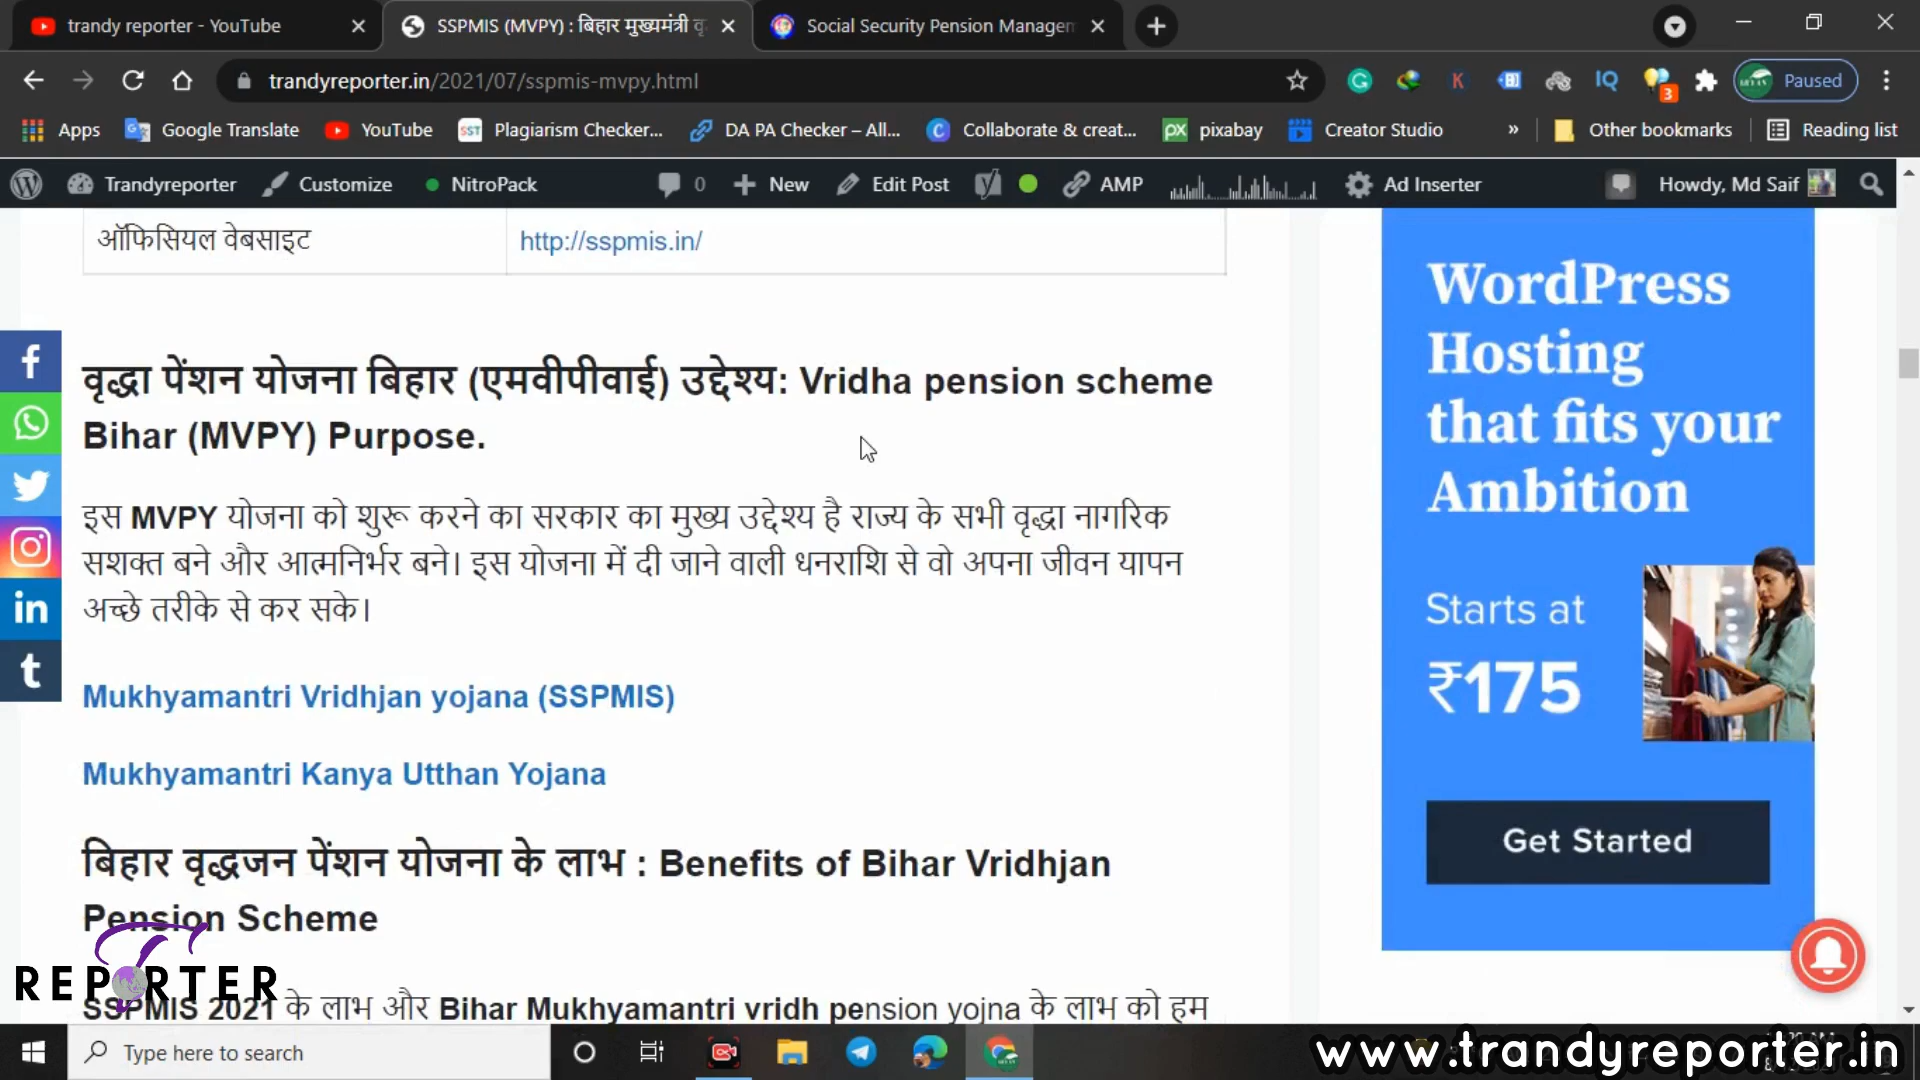 trandy reporter - YouTube
SSPMIS (MVPY) : बिहार मुख्यमंत्री वृ
Social Security Pension Managem
trandyreporter.in/2021/07/sspmis-mvpy.html
K
IQ
3
Paused
Apps
Google Translate
YouTube
SST
Plagiarism Checker...
DA PA Checker – All...
C
Collaborate & creat...
px
pixabay
Creator Studio
»
Other bookmarks
Reading list
Trandyreporter
Customize
NitroPack
0
New
Edit Post
AMP
Ad Inserter
Howdy, Md Saif
ऑफिसियल वेबसाइट
http://sspmis.in/
वृद्धा पेंशन योजना बिहार (एमवीपीवाई) उद्देश्य: Vridha pension scheme
Bihar (MVPY) Purpose.
इस MVPY योजना को शुरू करने का सरकार का मुख्य उद्देश्य है राज्य के सभी वृद्धा नागरिक
सशक्त बने और आत्मनिर्भर बने। इस योजना में दी जाने वाली धनराशि से वो अपना जीवन यापन
अच्छे तरीके से कर सके।
Mukhyamantri Vridhjan yojana (SSPMIS)
Mukhyamantri Kanya Utthan Yojana
बिहार वृद्धजन पेंशन योजना के लाभ : Benefits of Bihar Vridhjan
Pension Scheme
SSPMIS 2021 के लाभ और Bihar Mukhyamantri vridh pension yojna के लाभ को हम
WordPress
Hosting
that fits your
Ambition
Starts at
₹175
Get Started
REPORTER
Type here to search
www.trandyreporter.in